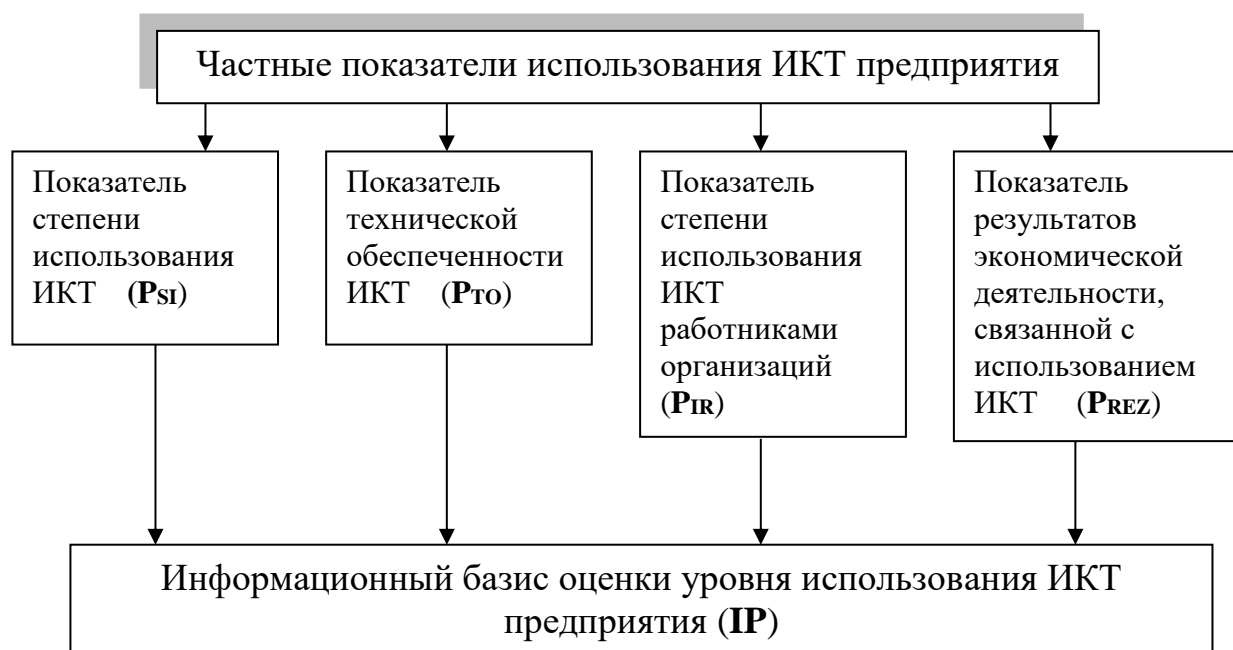 Частные показатели использования ИКТ предприятия
Показатель
степени
использования
ИКТ (PSI)
Показатель
технической
обеспеченности
ИКТ (PTO)
Показатель
степени
использования
ИКТ
работниками
организаций
(PIR)
Показатель
результатов
экономической
деятельности,
связанной с
использованием
ИКТ (PREZ)
Информационный базис оценки уровня использования ИКТ
предприятия (IP)